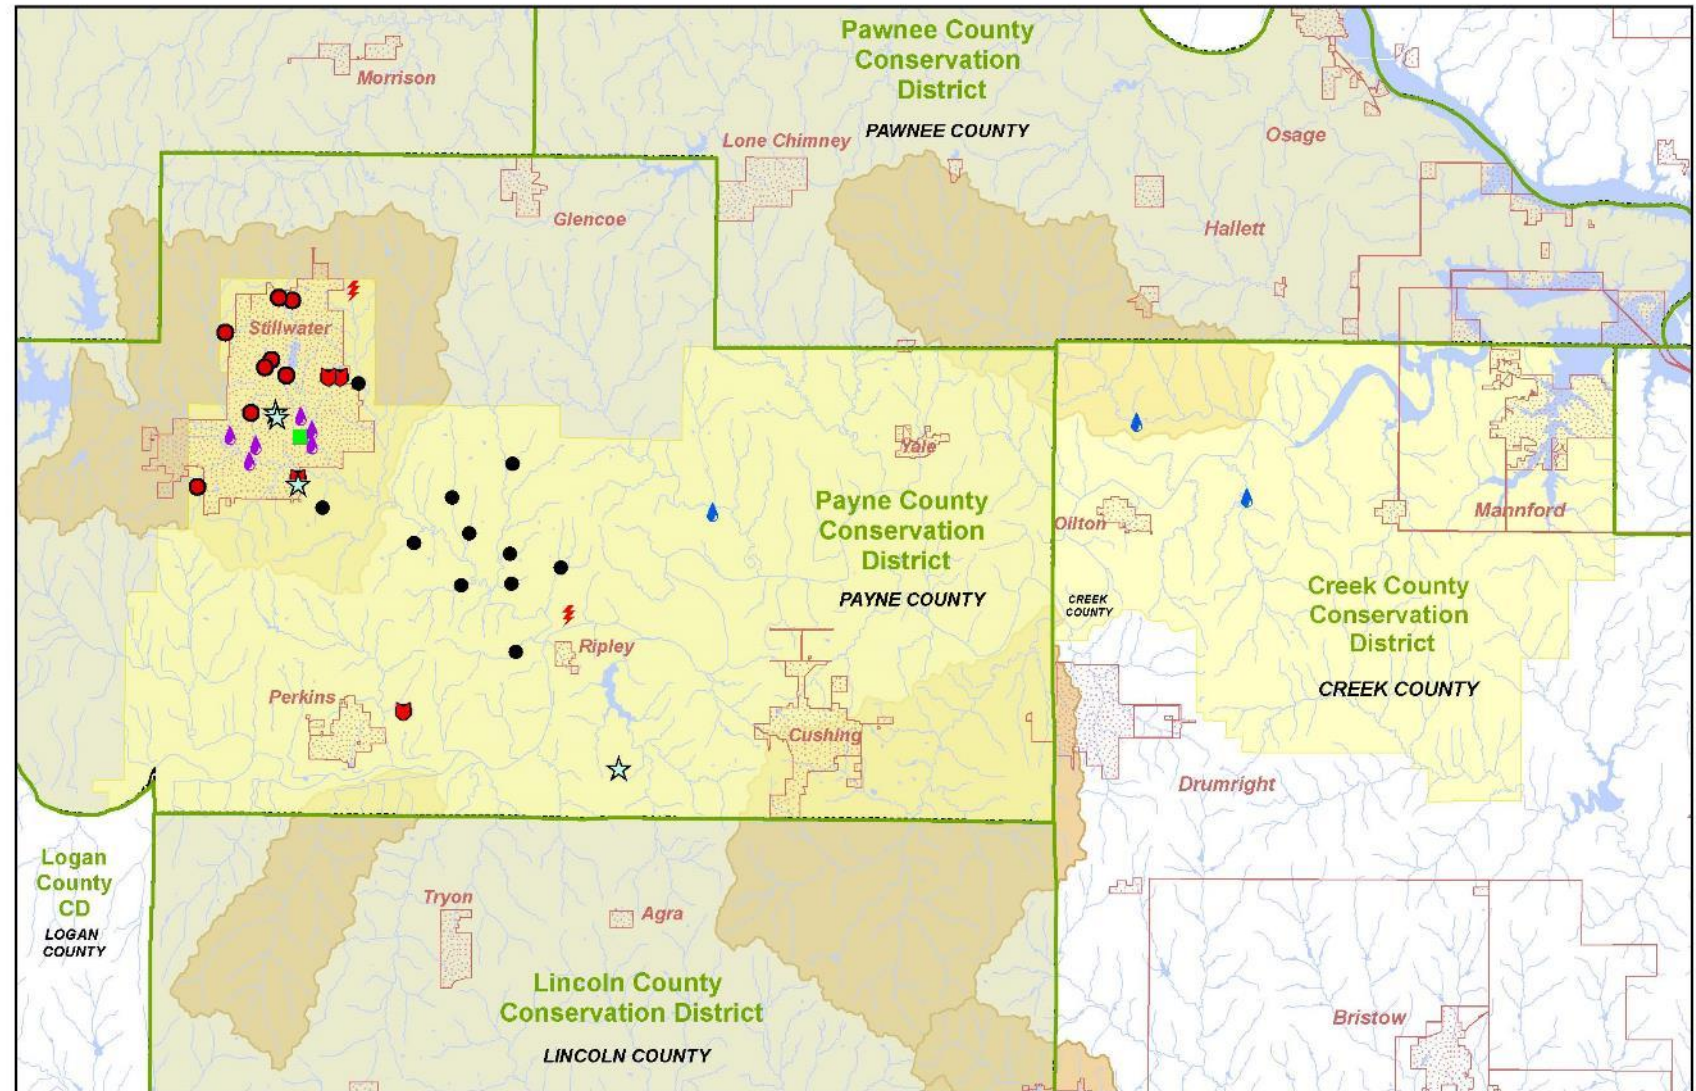 Pawnee County
Conservation
District
PAWNEE COUNTY
Morrison
Lone Chimney
Osage
Glencoe
Hallett
Stillwater
Yale
Payne County
Conservation
District
PAYNE COUNTY
Oilton
Mannford
CREEK
COUNTY
Creek County
Conservation
District
CREEK COUNTY
Ripley
Perkins
Cushing
Drumright
Logan
County
CD
LOGAN
COUNTY
Tryon
Agra
Lincoln County
Conservation District
LINCOLN COUNTY
Bristow